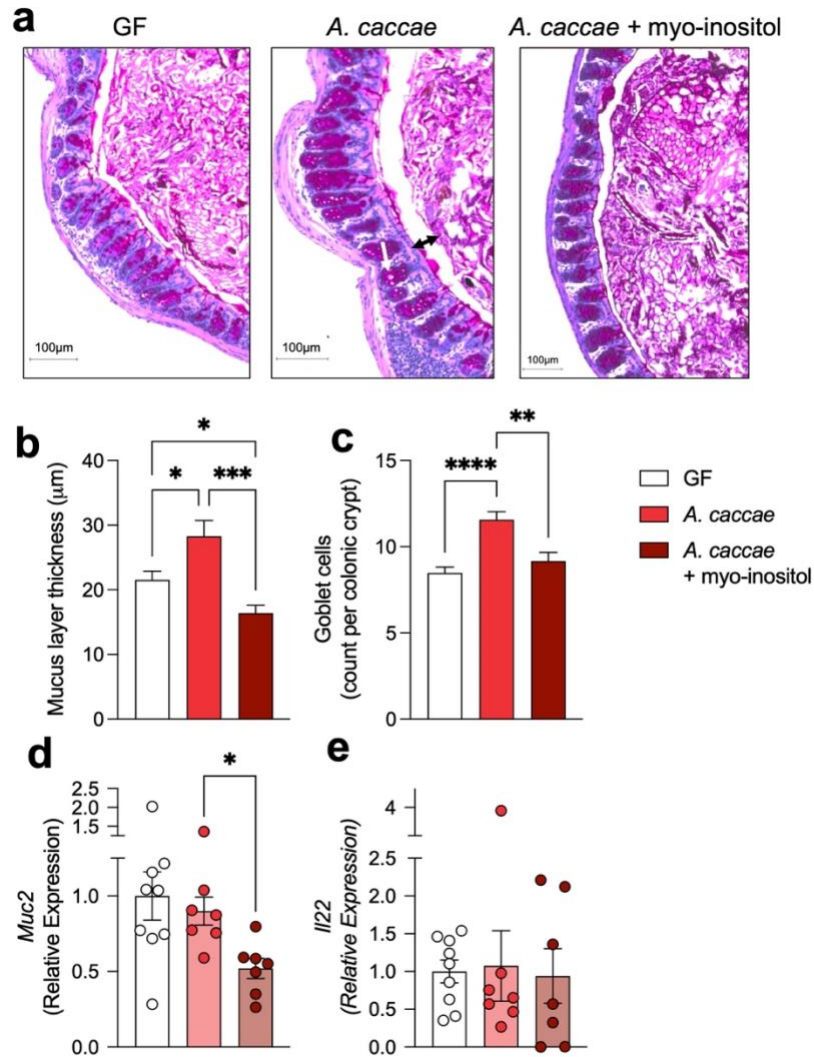 a
GF
A. caccae
A. caccae + myo-inositol
100μm
100μm
100μm
b
Mucus layer thickness (μm)
40
30
20
10
0
*
*
***
c
Goblet cells
(count per colonic crypt)
15
10
5
0
****
**
GF
A. caccae
A. caccae
+ myo-inositol
d
Muc2
(Relative Expression)
2.5
2.0
1.5
1.0
0.5
0.0
*
e
Il22
(Relative Expression)
4
2.5
2.0
1.5
1.0
0.5
0.0